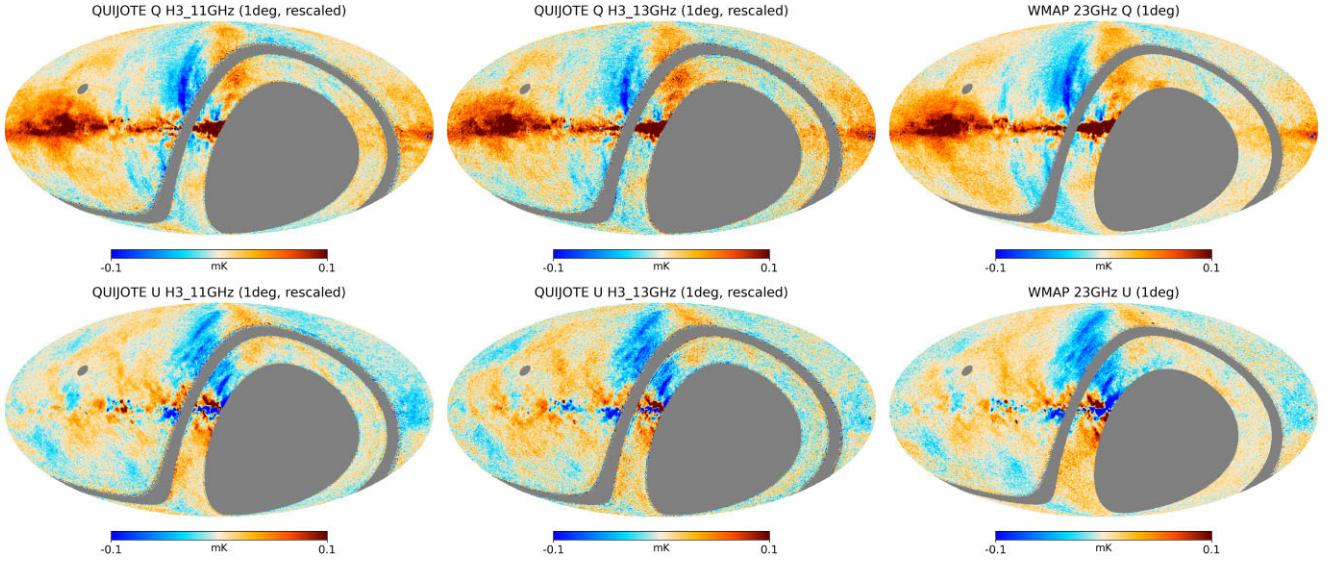 QUIJOTE Q H3_11GHz (1deg, rescaled)
QUIJOTE Q H3_13GHz (1deg, rescaled)
WMAP 23GHz Q (1deg)
-0.1 mK 0.1
-0.1 mK 0.1
-0.1 mK 0.1
QUIJOTE U H3_11GHz (1deg, rescaled)
QUIJOTE U H3_13GHz (1deg, rescaled)
WMAP 23GHz U (1deg)
-0.1 mK 0.1
-0.1 mK 0.1
-0.1 mK 0.1